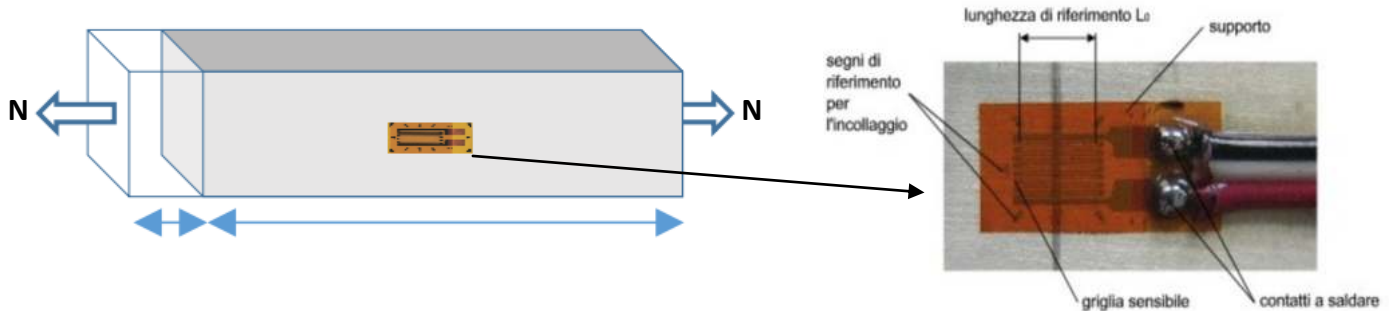 N
N
lunghezza di riferimento L₀
supporto
segni di
riferimento
per
l'incollaggio
griglia sensibile
contatti a saldare